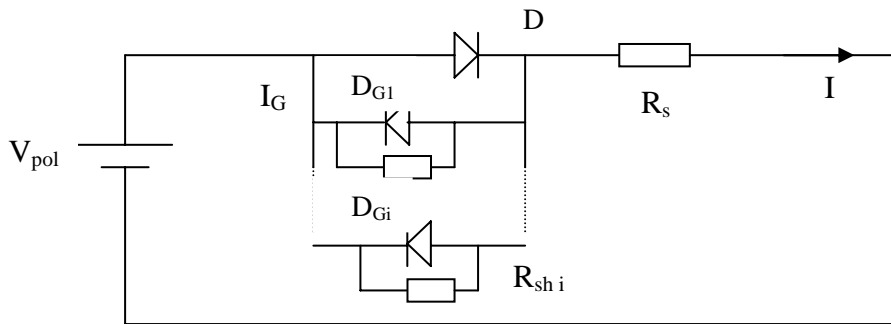 D
D_G1
I_G
R_s
I
V_pol
D_Gi
R_sh i